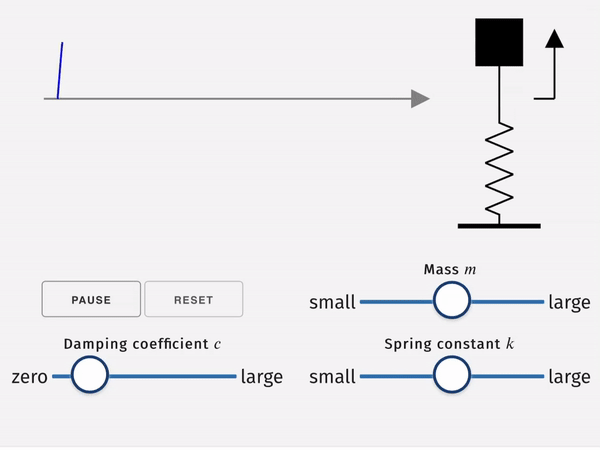 PAUSE
RESET
Mass m
small large
Damping coefficient c
zero large
Spring constant k
small large